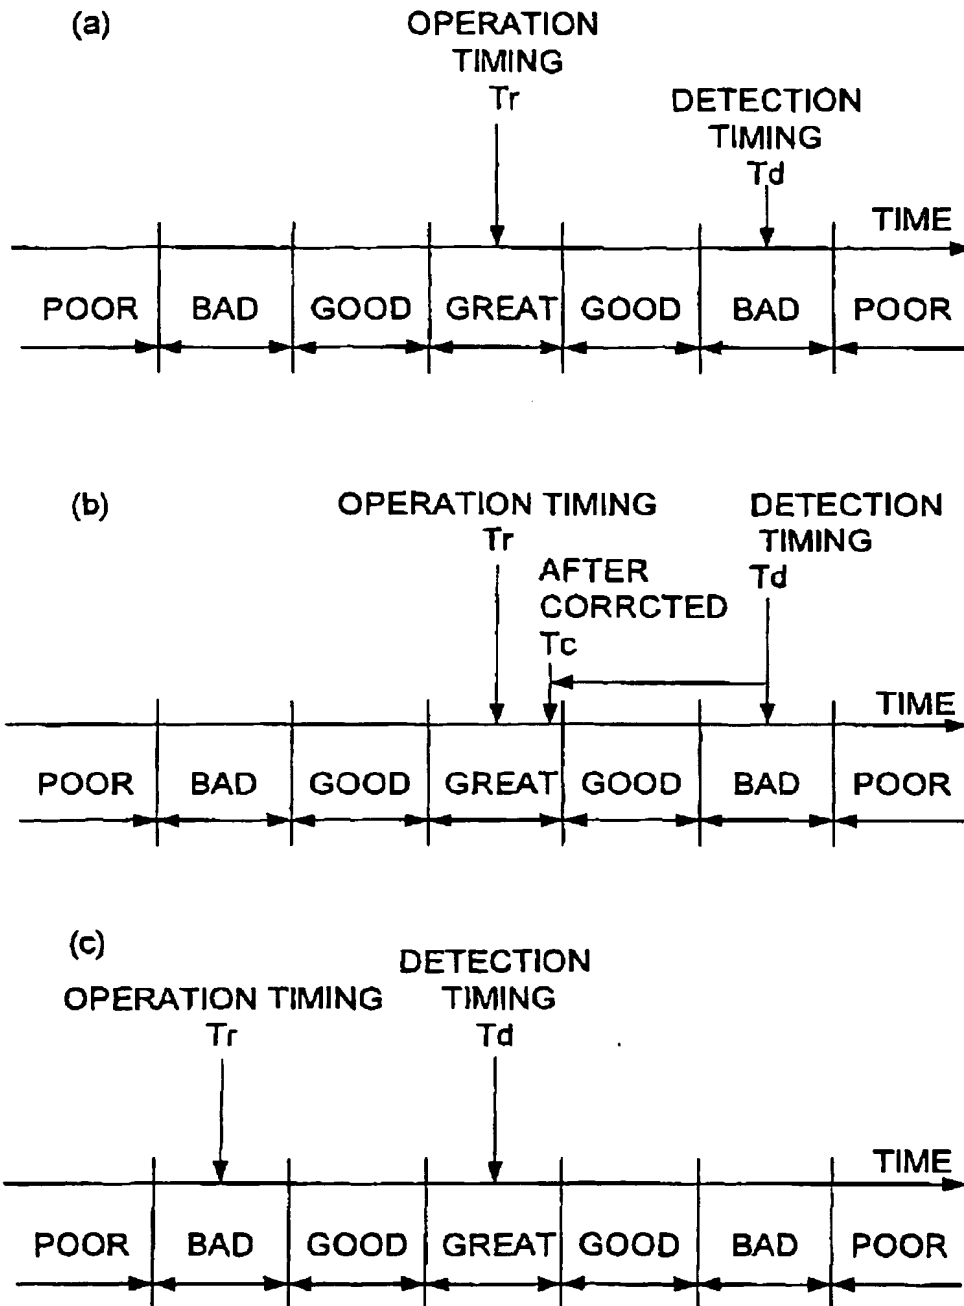 (a)
OPERATION
TIMING
Tr
DETECTION
TIMING
Td
TIME
POOR BAD GOOD GREAT GOOD BAD POOR
(b)
OPERATION TIMING
Tr
DETECTION
TIMING
Td
AFTER
CORRCTED
Tc
TIME
POOR BAD GOOD GREAT GOOD BAD POOR
(c)
OPERATION TIMING
Tr
DETECTION
TIMING
Td
TIME
POOR BAD GOOD GREAT GOOD BAD POOR